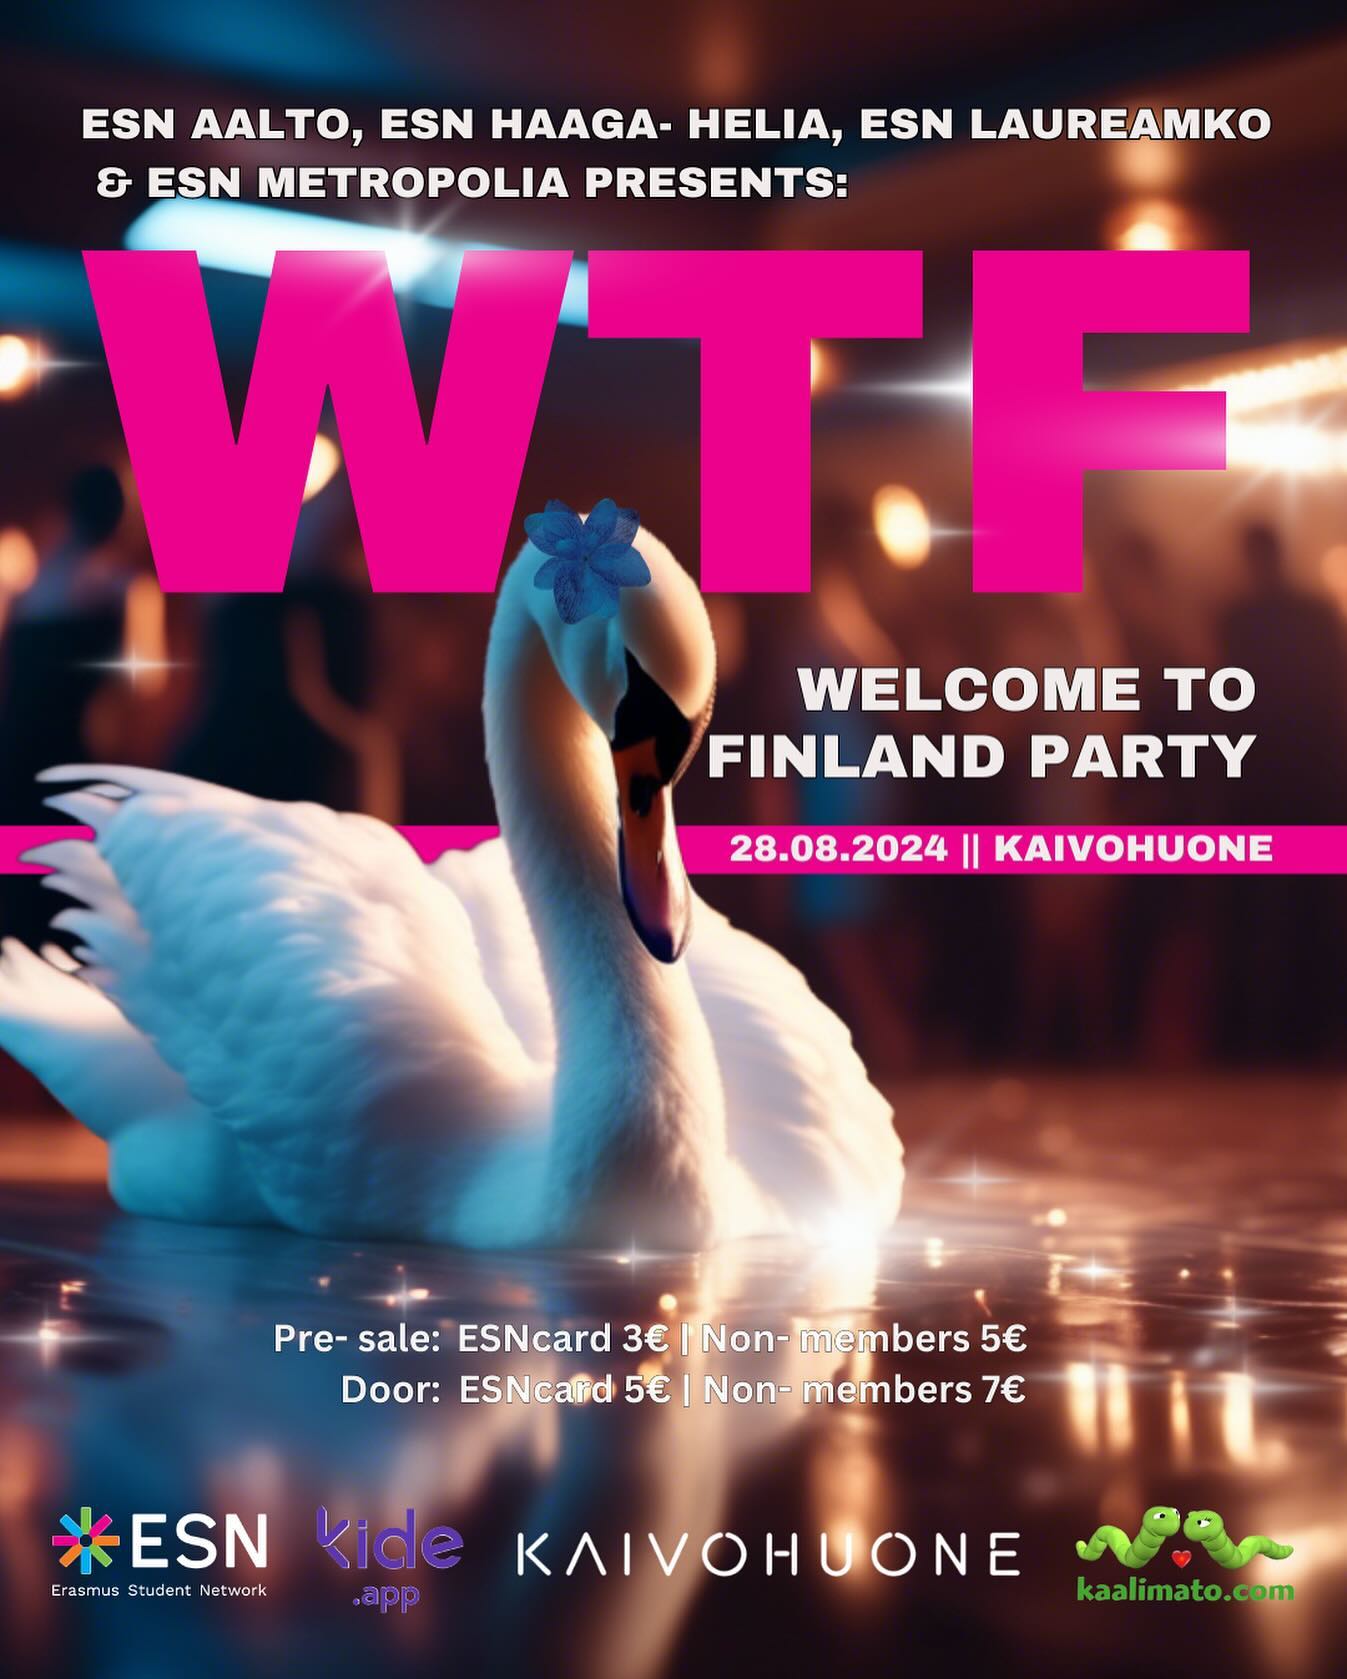 ESN AALTO, ESN HAAGA- HELIA, ESN LAUREAMKO
& ESN METROPOLIA PRESENTS:
WTF
WELCOME TO
FINLAND PARTY
28.08.2024 || KAIVOHUONE
Pre- sale: ESNcard 3€ | Non- members 5€
Door: ESNcard 5€ | Non- members 7€
ESN
Erasmus Student Network
kide
.app
KAIVOHUONE
kaalimato.com